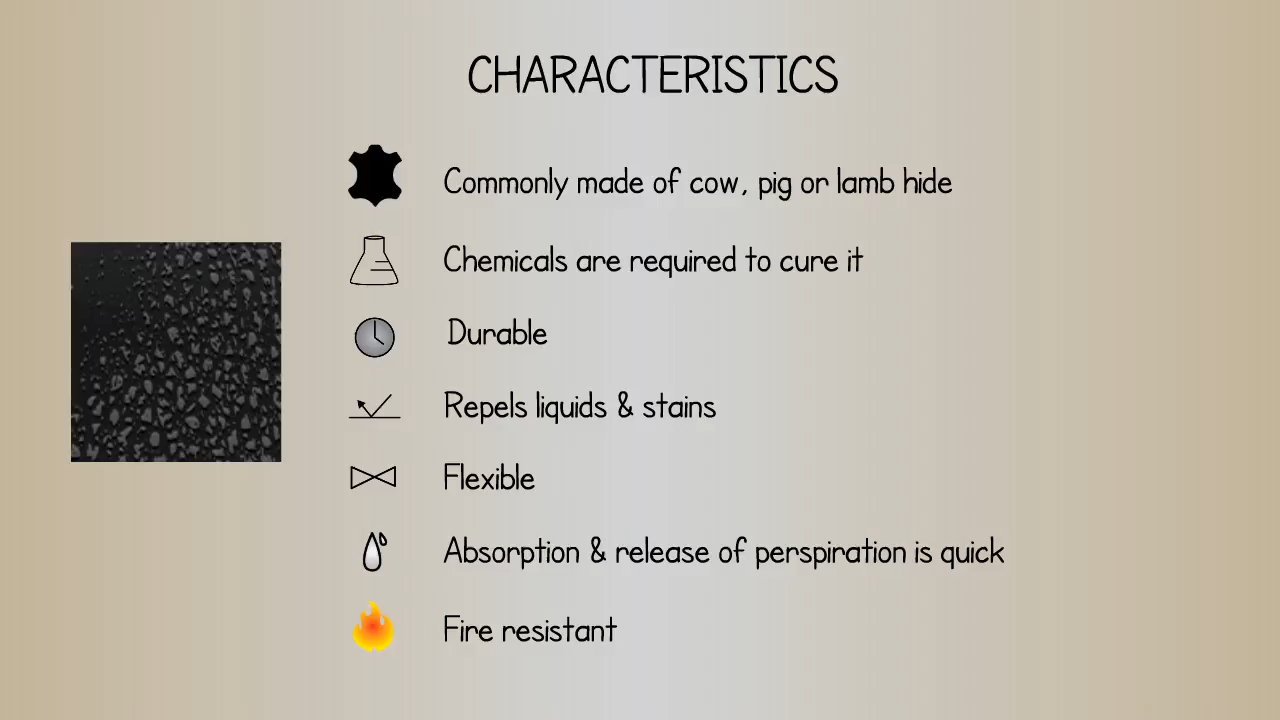 CHARACTERISTICS
Commonly made of cow, pig or lamb hide
Chemicals are required to cure it
Durable
Repels liquids & stains
Flexible
Absorption & release of perspiration is quick
Fire resistant